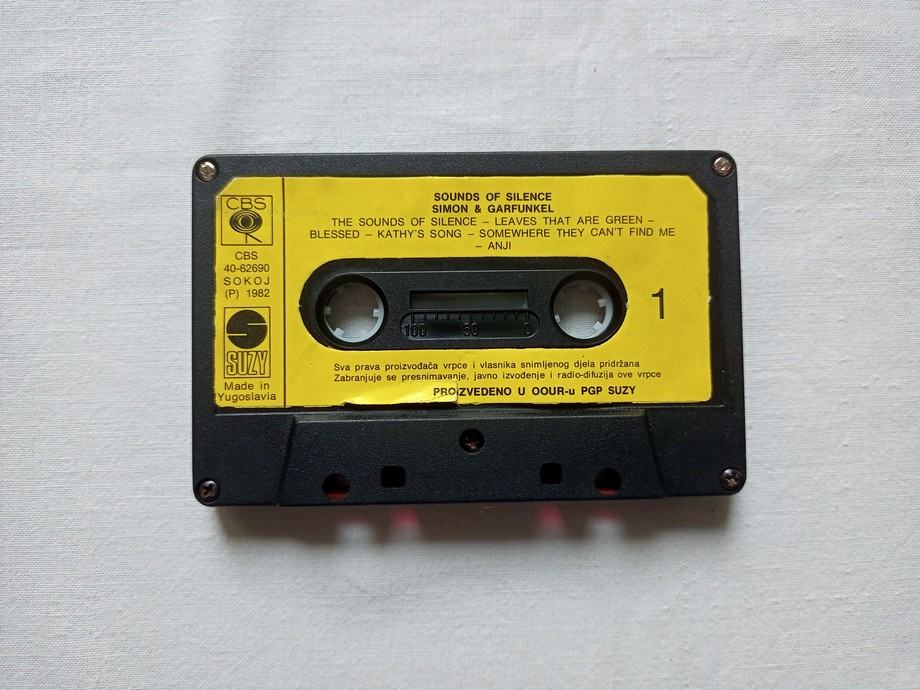 SOUNDS OF SILENCE
SIMON & GARFUNKEL
THE SOUNDS OF SILENCE – LEAVES THAT ARE GREEN –
BLESSED – KATHY'S SONG – SOMEWHERE THEY CAN'T FIND ME
– ANJI
CBS
CBS
40-62690
SOKOJ
(P) 1982
SUZY
Made in
Yugoslavia
100 50 0
1
Sva prava proizvođača vrpce i vlasnika snimljenog djela pridržana
Zabranjuje se presnimavanje, javno izvođenje i radio-difuzija ove vrpce
PROIZVEDENO U OOUR-u PGP SUZY